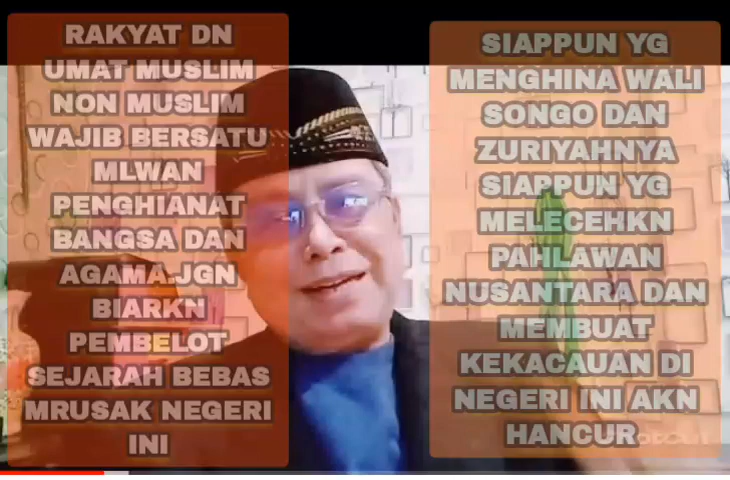 RAKYAT DN
UMAT MUSLIM
NON MUSLIM
WAJIB BERSATU
MLWAN
PENGHIANAT
BANGSA DAN
AGAMA JGN
BIARKN
PEMBELOT
SEJARAH BEBAS
MRUSAK NEGERI
INI
SIAPPUN YG
MENGHINA WALI
SONGO DAN
ZURIYAHNYA
SIAPPUN YG
MELECEHKN
PAHLAWAN
NUSANTARA DAN
MEMBUAT
KEKACAUAN DI
NEGERI INI AKN
HANCUR